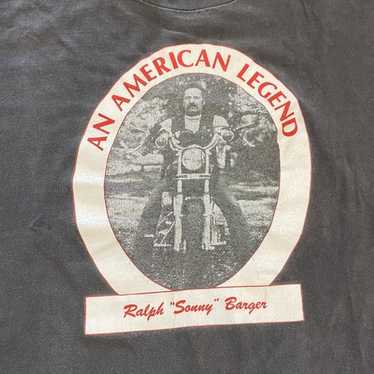 AN AMERICAN LEGEND
Ralph "Sonny" Barger